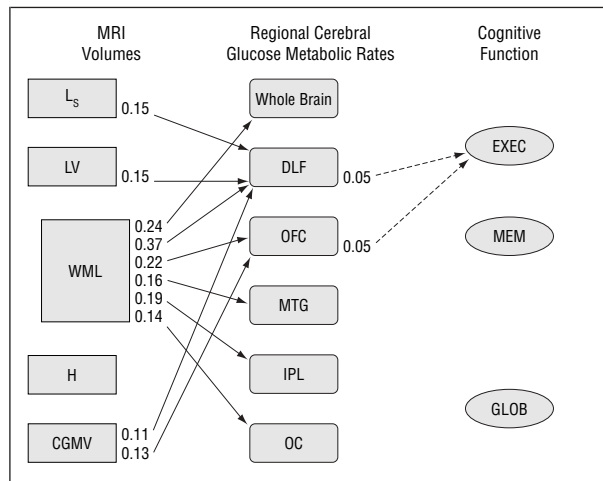 MRI
Volumes
Regional Cerebral
Glucose Metabolic Rates
Cognitive
Function
LS
0.15
Whole Brain
EXEC
LV
0.15
DLF
0.05
WML
0.24
0.37
0.22
0.16
0.19
0.14
OFC
0.05
MEM
MTG
H
IPL
GLOB
CGMV
0.11
0.13
OC